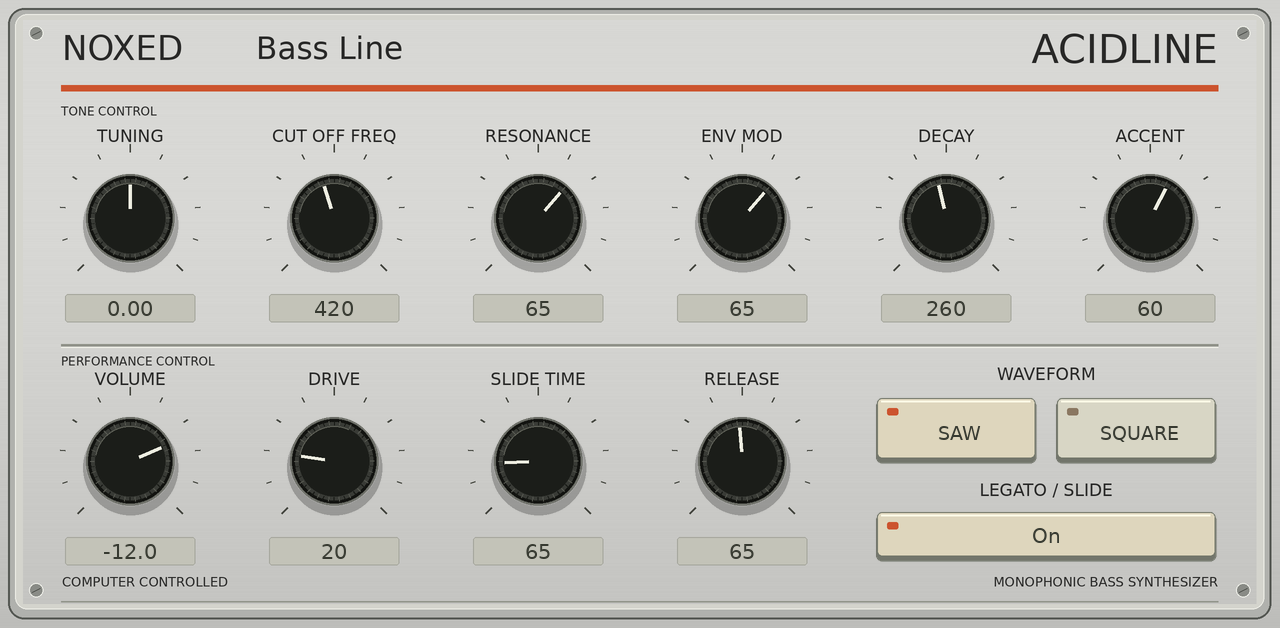 NOXED Bass Line ACIDLINE
TONE CONTROL
TUNING CUT OFF FREQ RESONANCE ENV MOD DECAY ACCENT
0.00 420 65 65 260 60
PERFORMANCE CONTROL
VOLUME DRIVE SLIDE TIME RELEASE WAVEFORM
SAW SQUARE
LEGATO / SLIDE
On
-12.0 20 65 65
COMPUTER CONTROLLED MONOPHONIC BASS SYNTHESIZER